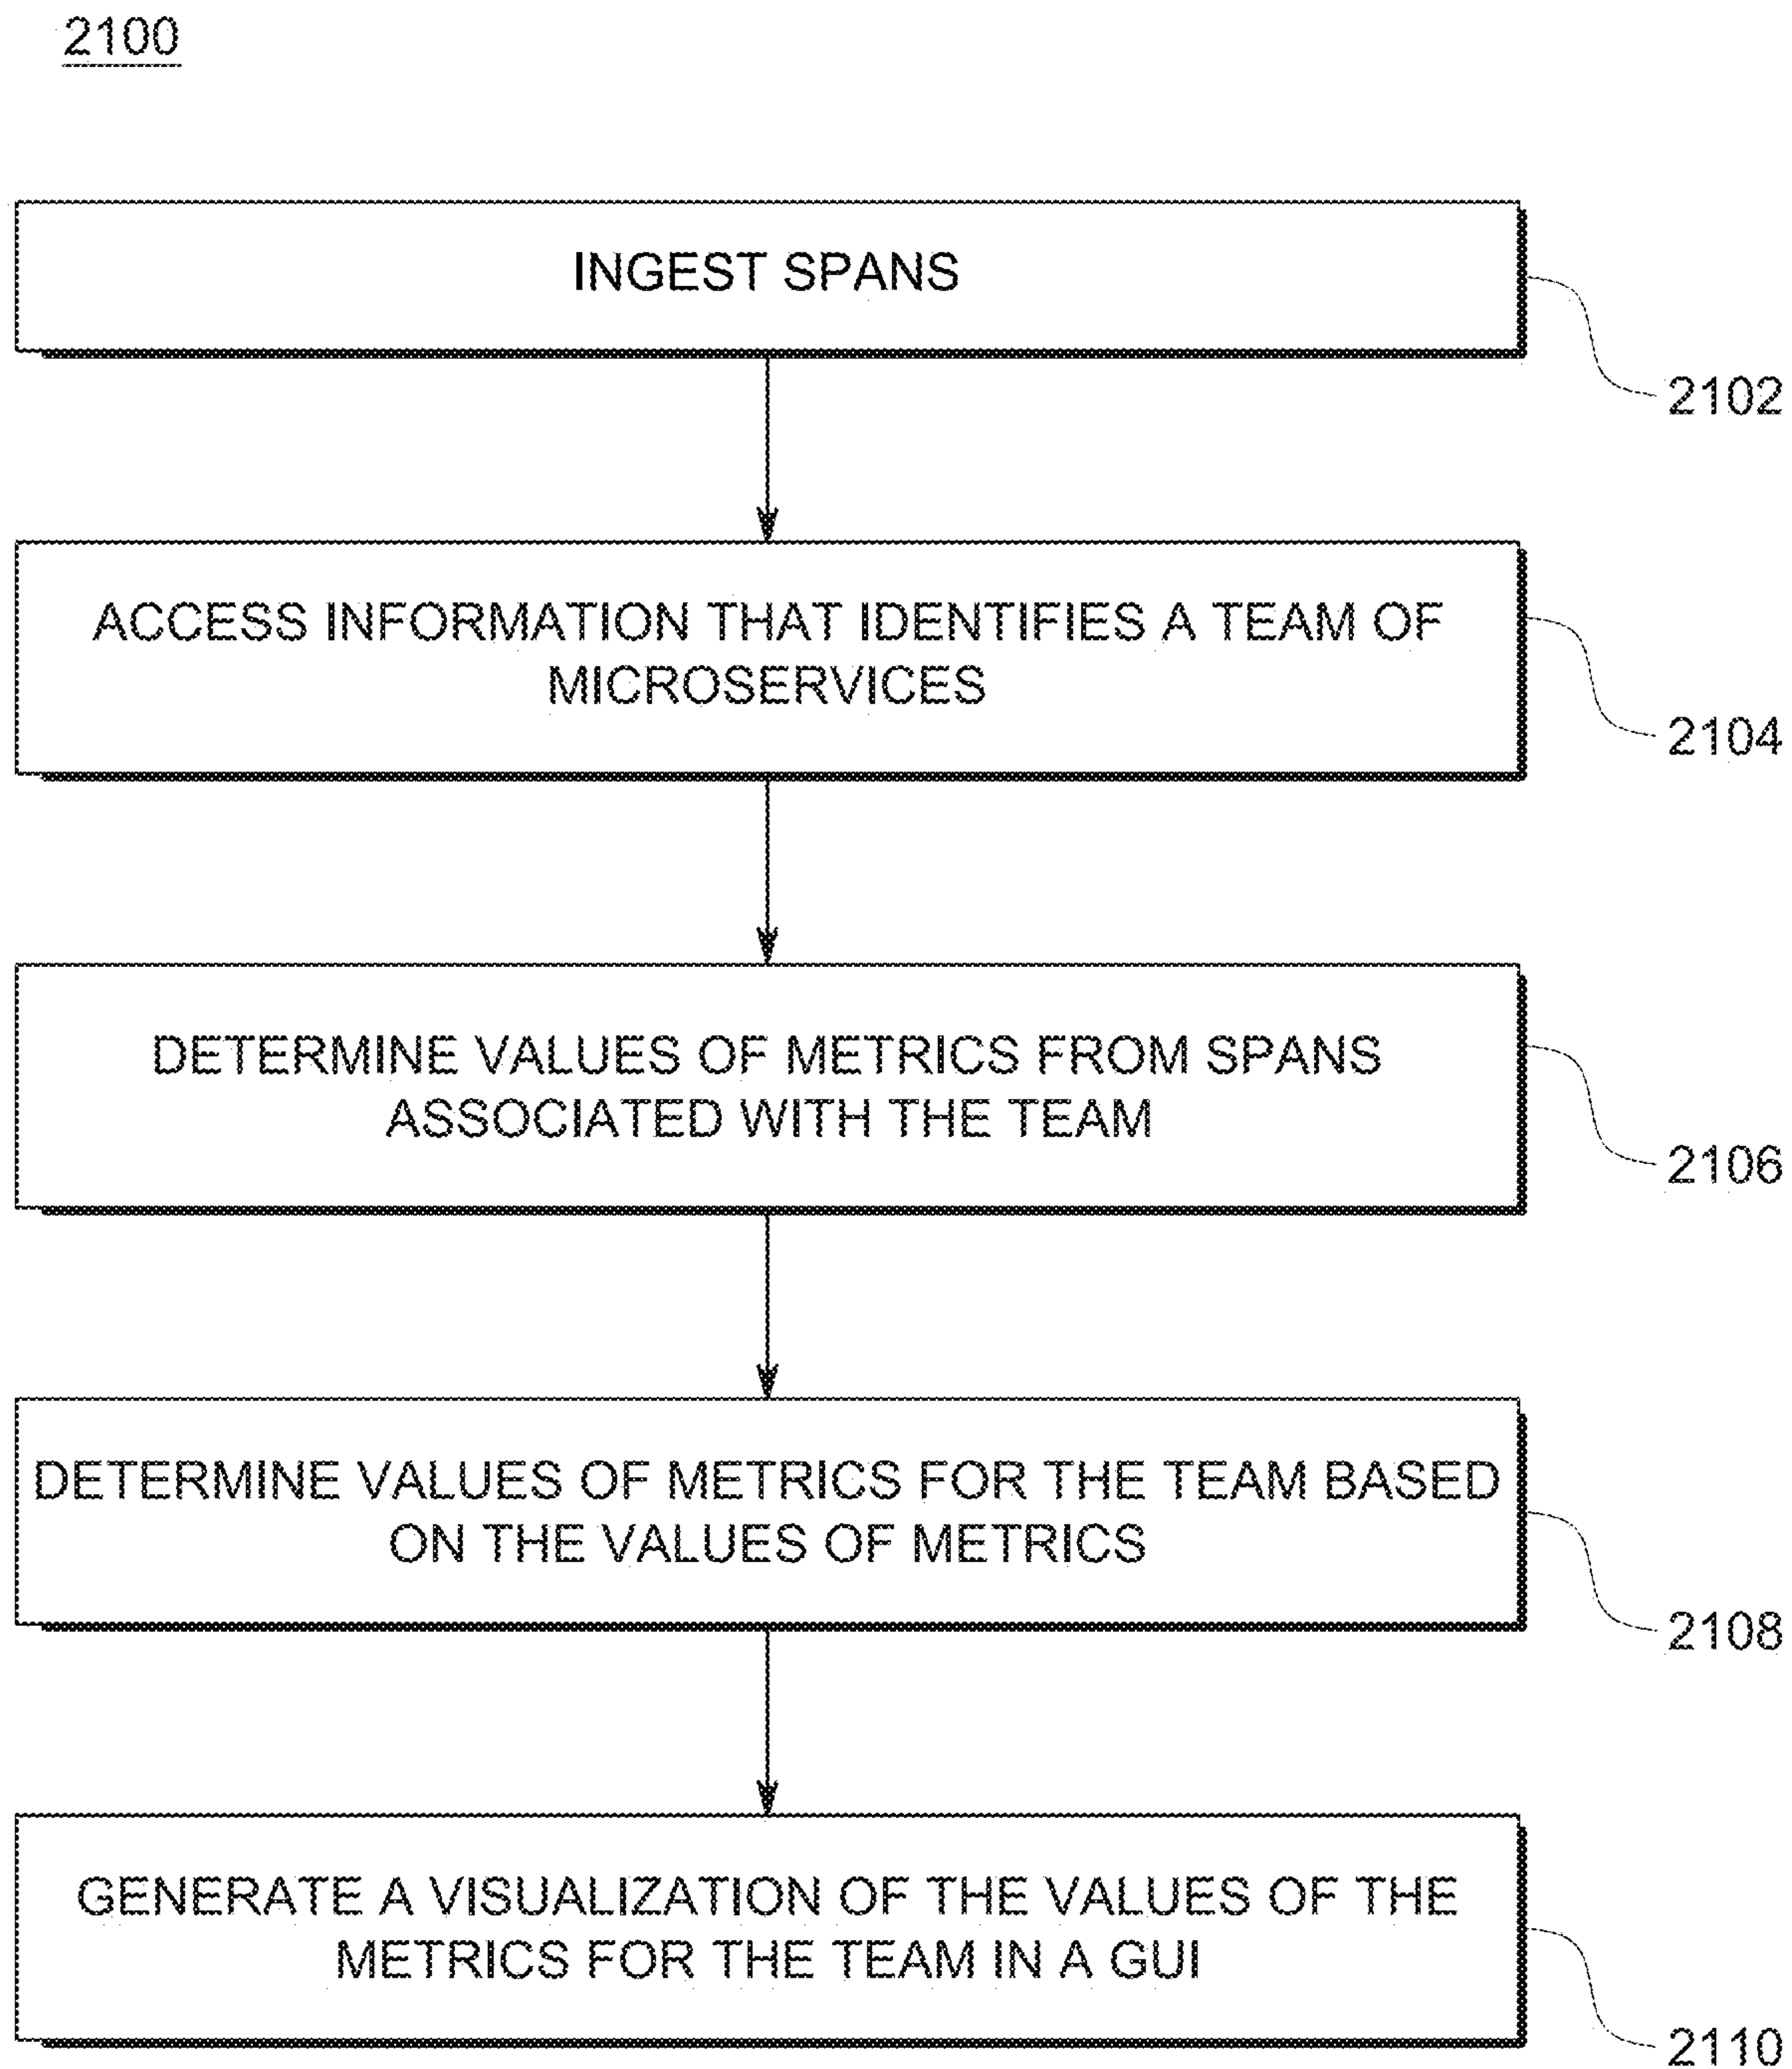 2100
INGEST SPANS
2102
ACCESS INFORMATION THAT IDENTIFIES A TEAM OF
MICROSERVICES
2104
DETERMINE VALUES OF METRICS FROM SPANS
ASSOCIATED WITH THE TEAM
2106
DETERMINE VALUES OF METRICS FOR THE TEAM BASED
ON THE VALUES OF METRICS
2108
GENERATE A VISUALIZATION OF THE VALUES OF THE
METRICS FOR THE TEAM IN A GUI
2110